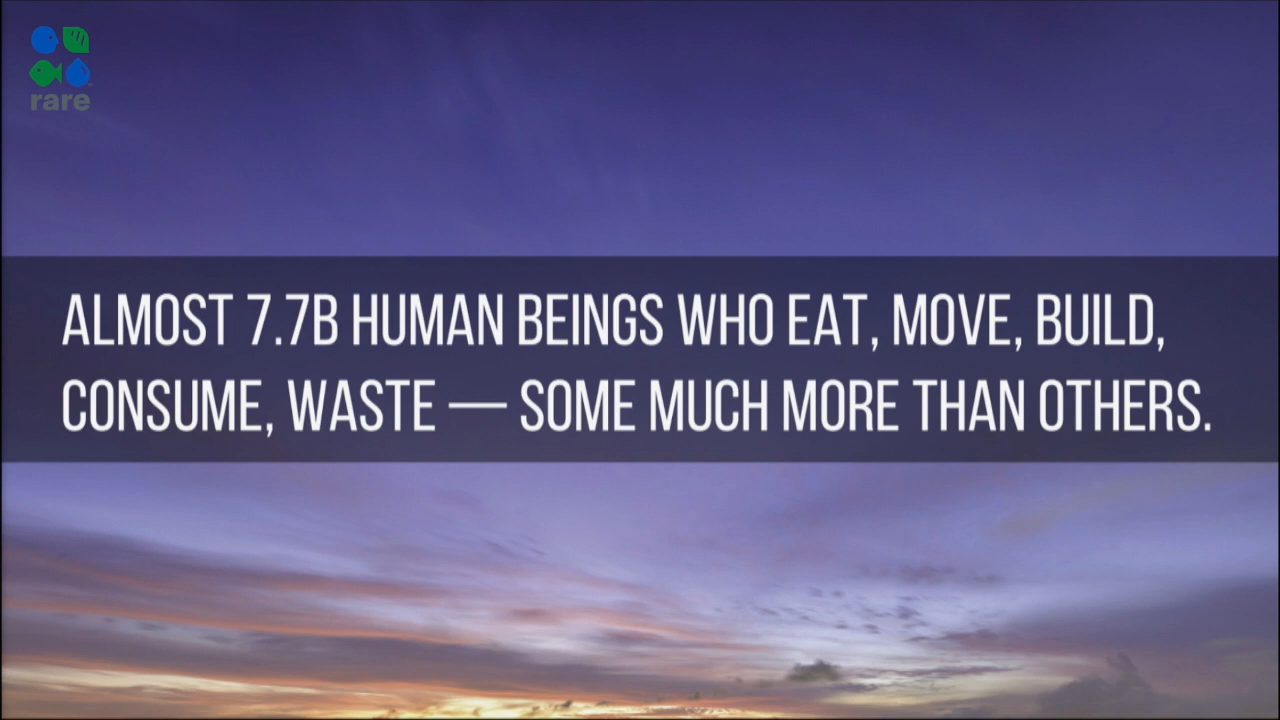 rare
ALMOST 7.7B HUMAN BEINGS WHO EAT, MOVE, BUILD,
CONSUME, WASTE — SOME MUCH MORE THAN OTHERS.